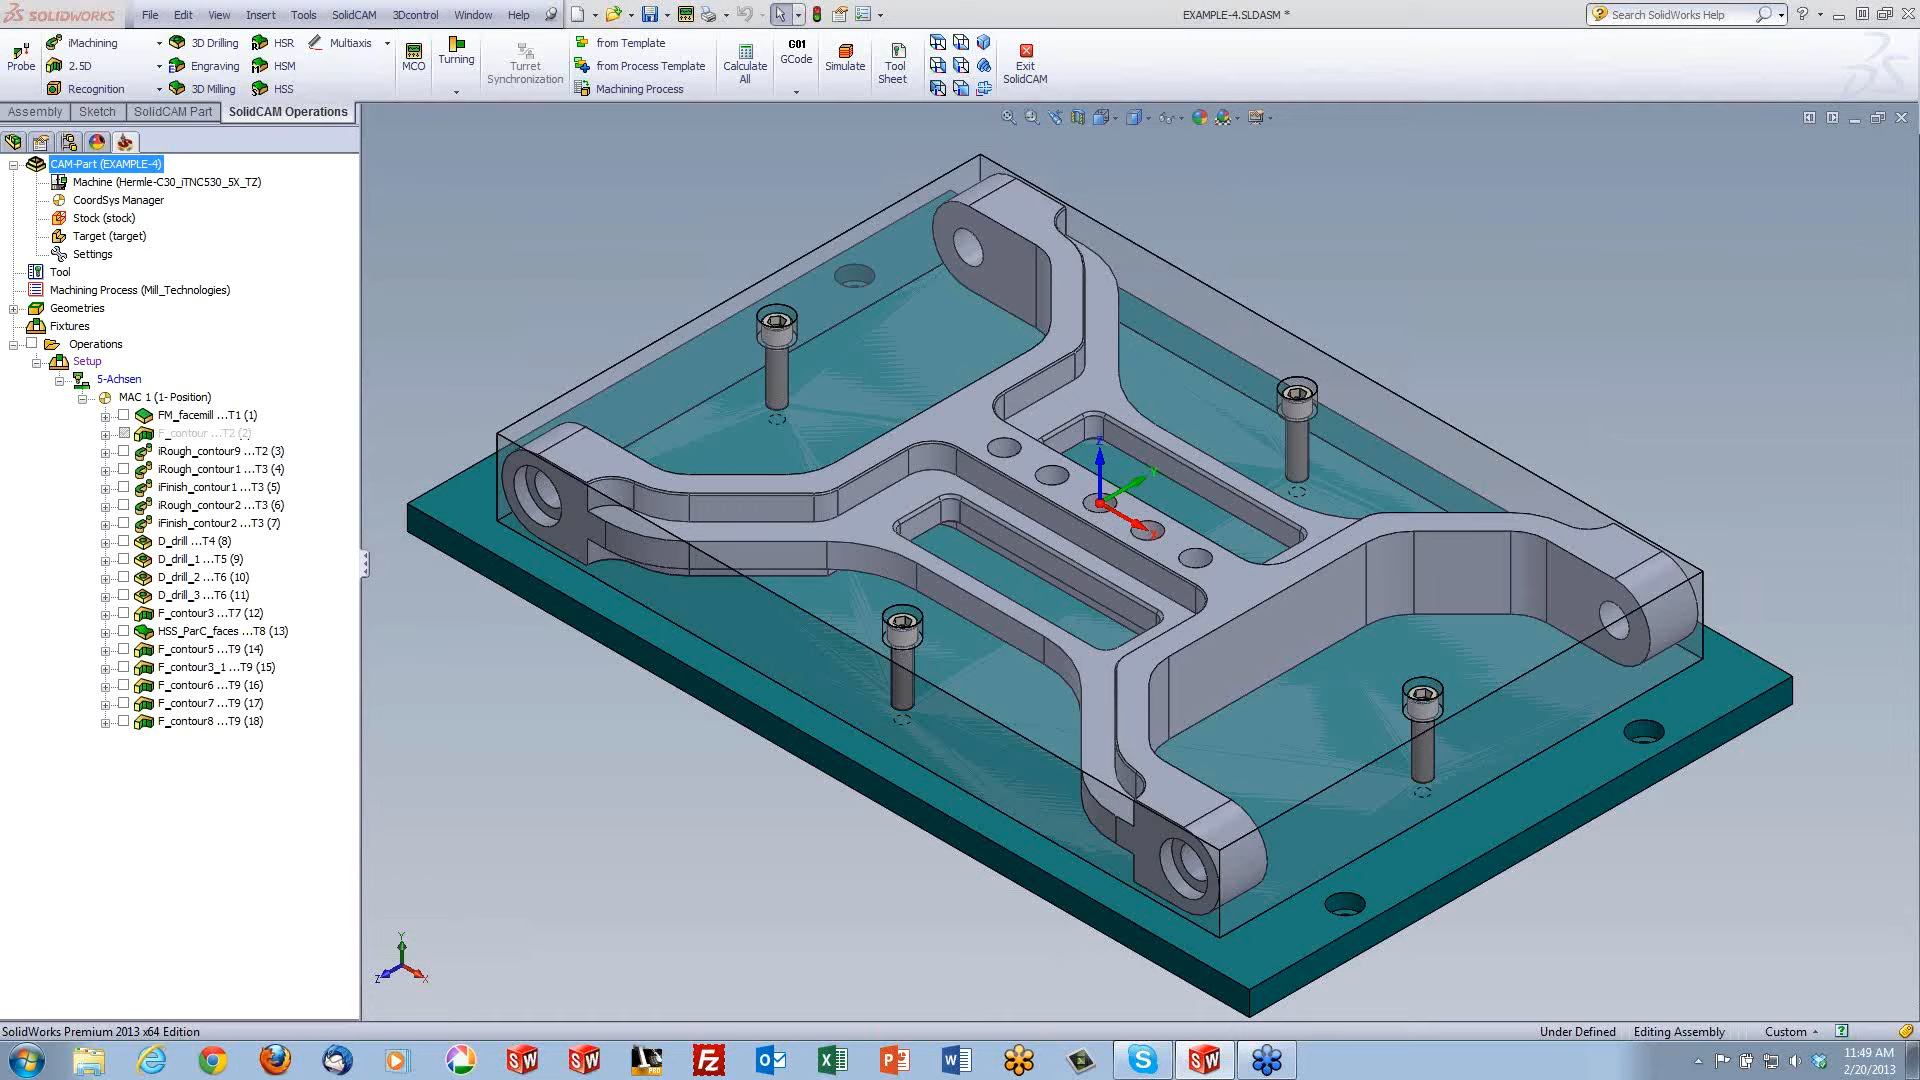 SOLIDWORKS File Edit View Insert Tools SolidCAM 3Dcontrol Window Help EXAMPLE-4.SLDASM * Search SolidWorks Help
Probe
iMachining
2.5D
Recognition
3D Drilling
Engraving
3D Milling
HSR
HSM
HSS
Multiaxis
MCO
Turning
Turret
Synchronization
from Template
from Process Template
Machining Process
Calculate
All
G01
GCode
Simulate
Tool
Sheet
Exit
SolidCAM
Assembly Sketch SolidCAM Part SolidCAM Operations
CAM-Part (EXAMPLE-4)
Machine (Hermle-C30_iTNC530_5X_TZ)
CoordSys Manager
Stock (stock)
Target (target)
Settings
Tool
Machining Process (Mill_Technologies)
Geometries
Fixtures
Operations
Setup
5-Achsen
MAC 1 (1- Position)
FM_facemill ...T1 (1)
F_contour ...T2 (2)
iRough_contour9 ...T2 (3)
iRough_contour1 ...T3 (4)
iFinish_contour1 ...T3 (5)
iRough_contour2 ...T3 (6)
iFinish_contour2 ...T3 (7)
D_drill ...T4 (8)
D_drill_1 ...T5 (9)
D_drill_2 ...T6 (10)
D_drill_3 ...T6 (11)
F_contour3 ...T7 (12)
HSS_ParC_faces ...T8 (13)
F_contour5 ...T9 (14)
F_contour3_1 ...T9 (15)
F_contour6 ...T9 (16)
F_contour7 ...T9 (17)
F_contour8 ...T9 (18)
Z
Y
X
Y
Z
X
SolidWorks Premium 2013 x64 Edition Under Defined Editing Assembly Custom
11:49 AM
2/20/2013